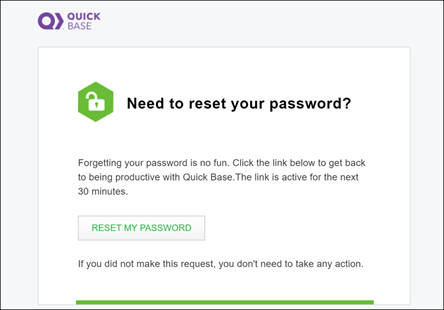 QUICK
BASE
Need to reset your password?
Forgetting your password is no fun. Click the link below to get back
to being productive with Quick Base.The link is active for the next
30 minutes.
RESET MY PASSWORD
If you did not make this request, you don't need to take any action.